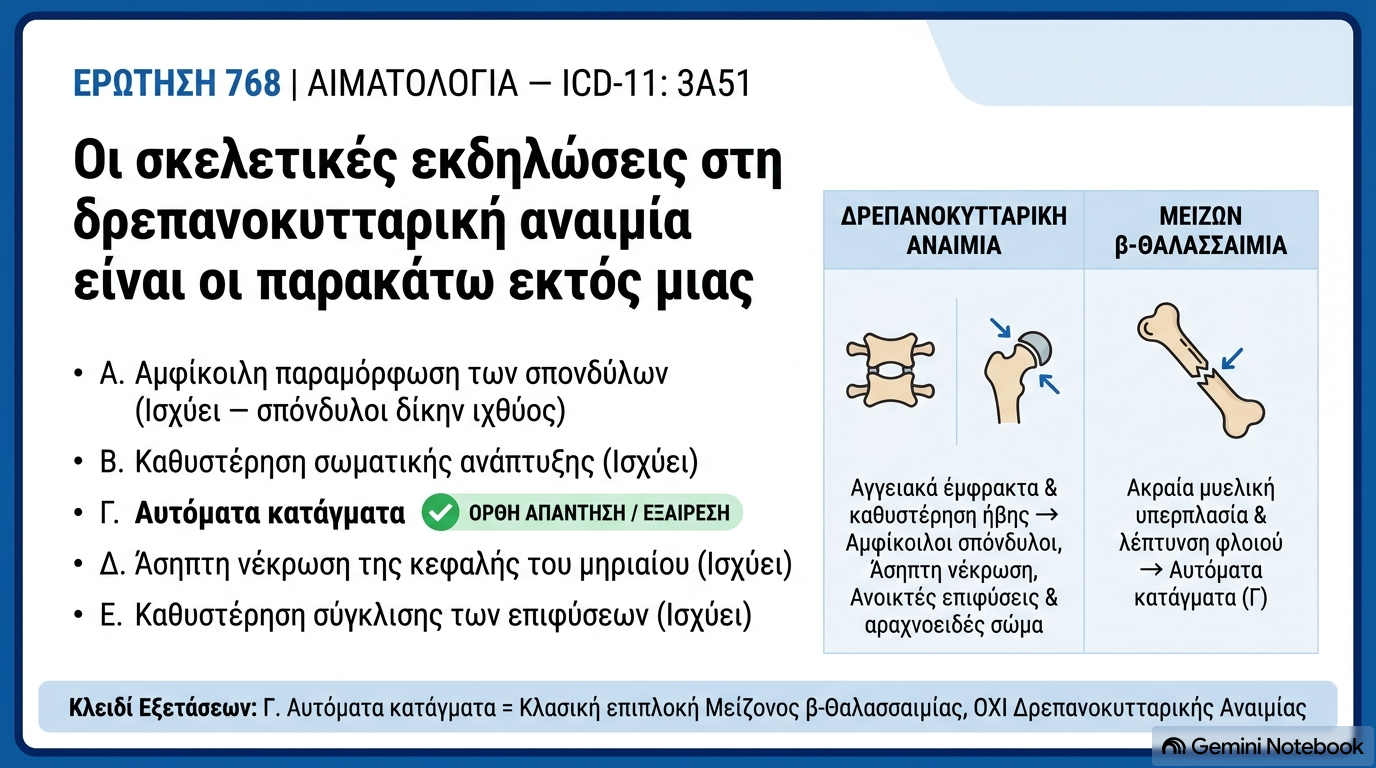 ΕΡΩΤΗΣΗ 768 | ΑΙΜΑΤΟΛΟΓΙΑ — ICD-11: 3A51
Οι σκελετικές εκδηλώσεις στη
δρεπανοκυτταρική αναιμία
είναι οι παρακάτω εκτός μιας
• Α. Αμφίκοιλη παραμόρφωση των σπονδύλων
(Ισχύει — σπόνδυλοι δίκην ιχθύος)
• Β. Καθυστέρηση σωματικής ανάπτυξης (Ισχύει)
• Γ. Αυτόματα κατάγματα ΟΡΘΗ ΑΠΑΝΤΗΣΗ / ΕΞΑΙΡΕΣΗ
• Δ. Άσηπτη νέκρωση της κεφαλής του μηριαίου (Ισχύει)
• Ε. Καθυστέρηση σύγκλισης των επιφύσεων (Ισχύει)
ΔΡΕΠΑΝΟΚΥΤΤΑΡΙΚΗ
ΑΝΑΙΜΙΑ
Αγγειακά έμφρακτα &
καθυστέρηση ήβης →
Αμφίκοιλοι σπόνδυλοι,
Άσηπτη νέκρωση,
Ανοικτές επιφύσεις &
αραχνοειδές σώμα
ΜΕΙΖΩΝ
β-ΘΑΛΑΣΣΑΙΜΙΑ
Ακραία μυελική
υπερπλασία &
λέπτυνση φλοιού
→ Αυτόματα
κατάγματα (Γ)
Κλειδί Εξετάσεων: Γ. Αυτόματα κατάγματα = Κλασική επιπλοκή Μείζονος β-Θαλασσαιμίας, ΟΧΙ Δρεπανοκυτταρικής Αναιμίας
Gemini Notebook